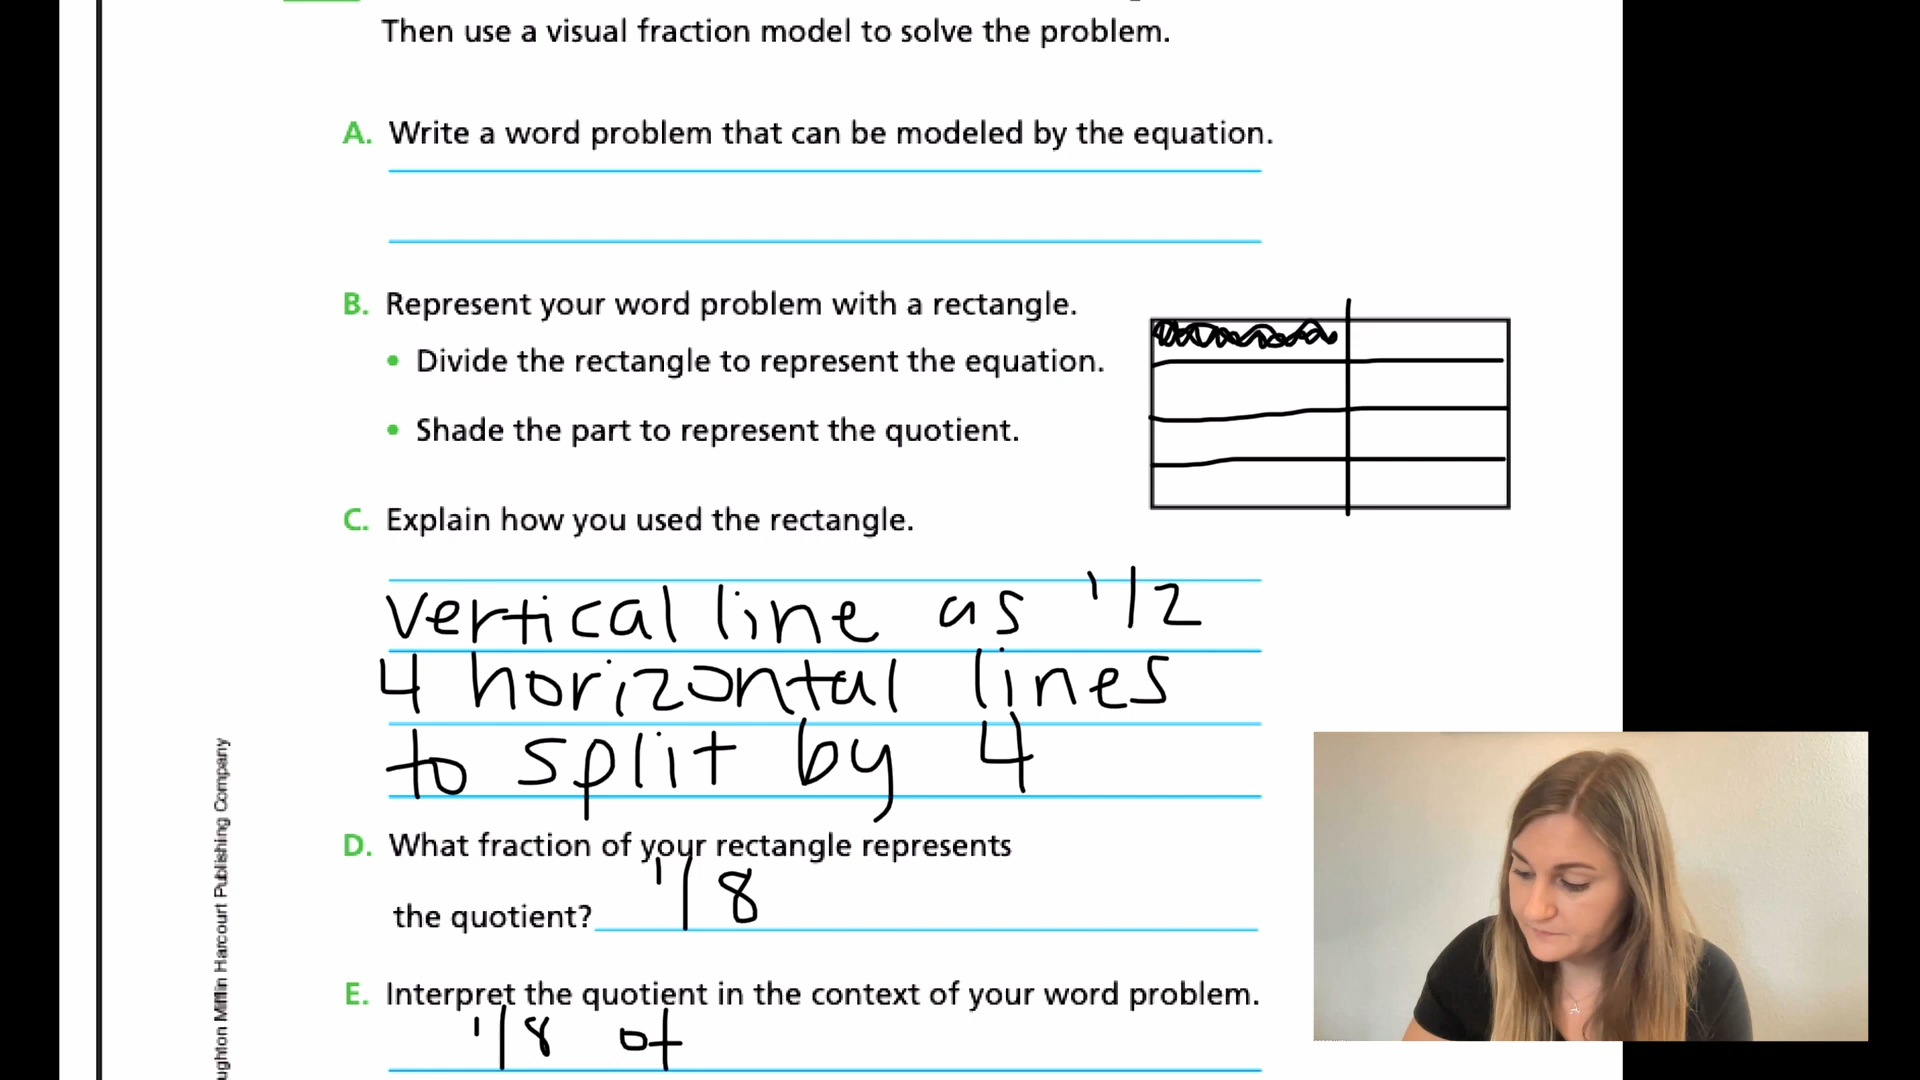 Then use a visual fraction model to solve the problem.
A. Write a word problem that can be modeled by the equation.
B. Represent your word problem with a rectangle.
• Divide the rectangle to represent the equation.
• Shade the part to represent the quotient.
C. Explain how you used the rectangle.
vertical line as 1/2
4 horizontal lines
to split by 4
D. What fraction of your rectangle represents
the quotient? 1/8
E. Interpret the quotient in the context of your word problem.
1/8 of
Mifflin Harcourt Publishing Company